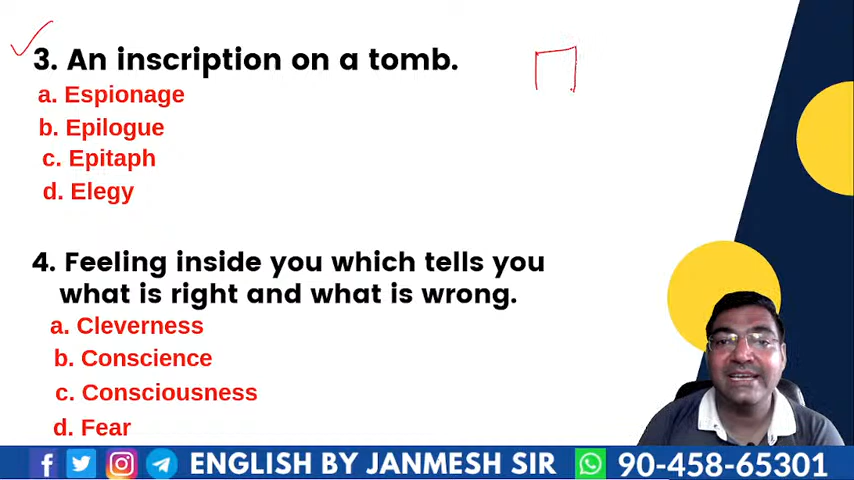 3. An inscription on a tomb.
a. Espionage
b. Epilogue
c. Epitaph
d. Elegy
4. Feeling inside you which tells you
what is right and what is wrong.
a. Cleverness
b. Conscience
c. Consciousness
d. Fear
ENGLISH BY JANMESH SIR 90-458-65301